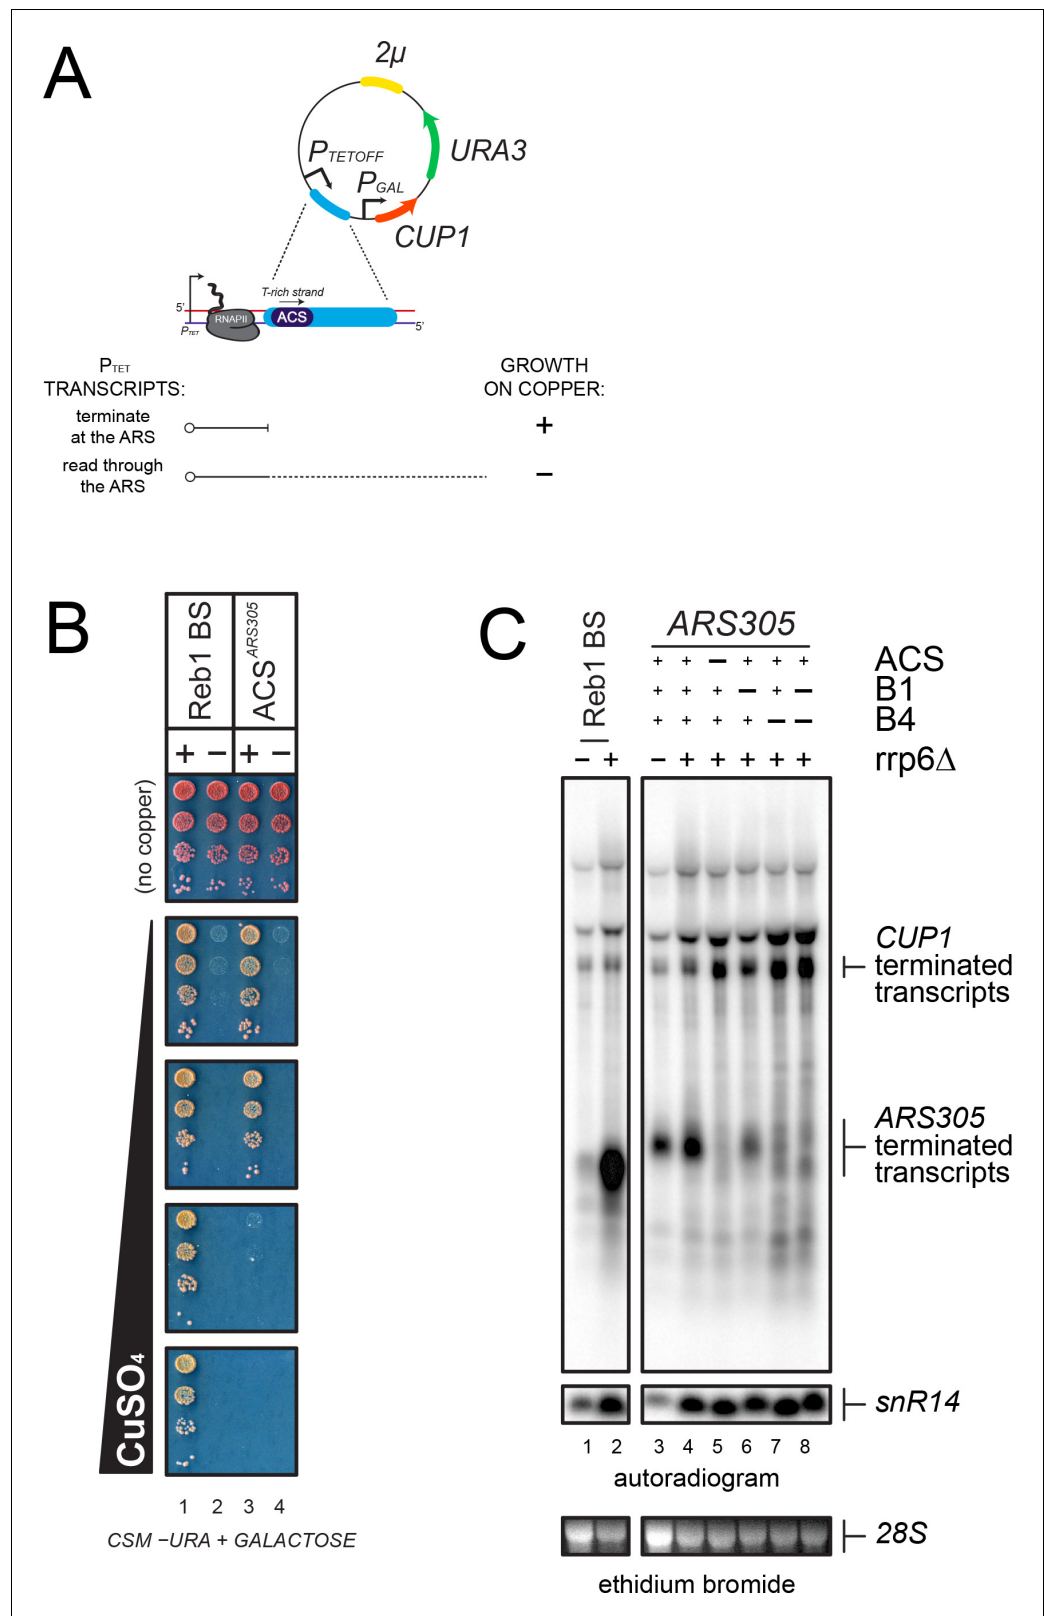 A
2µ
P TETOFF
URA3
P GAL
CUP1
T-rich strand
5'
RNAPII
ACS
P TET
5'
P TET
TRANSCRIPTS:
GROWTH
ON COPPER:
terminate
at the ARS
+
read through
the ARS
−
B
Reb1 BS
ACS ARS305
+ − + −
(no copper)
CuSO4
1 2 3 4
CSM −URA + GALACTOSE
C
Reb1 BS
ARS305
+ + − + + + ACS
+ + + − + − B1
+ + + + − − B4
− + − + + + + + rrp6Δ
CUP1
terminated
transcripts
ARS305
terminated
transcripts
snR14
1 2 3 4 5 6 7 8
autoradiogram
28S
ethidium bromide